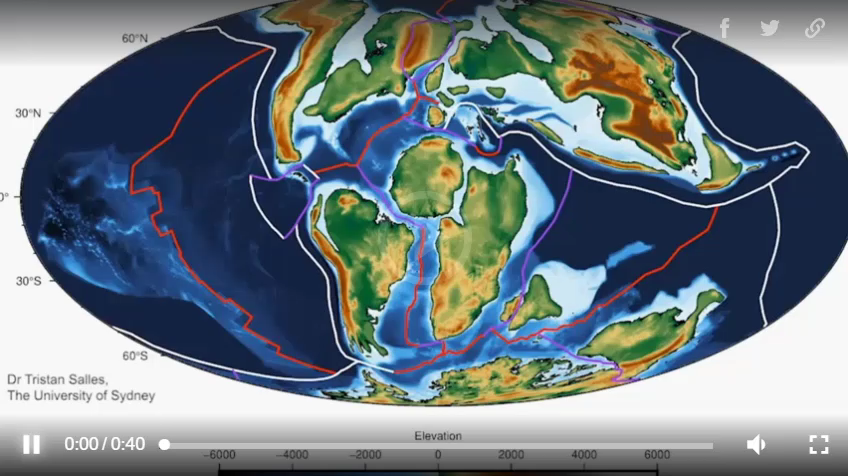 60°N
30°N
0°
30°S
60°S
Dr Tristan Salles,
The University of Sydney
0:00 / 0:40
Elevation
−6000 −4000 −2000 0 2000 4000 6000